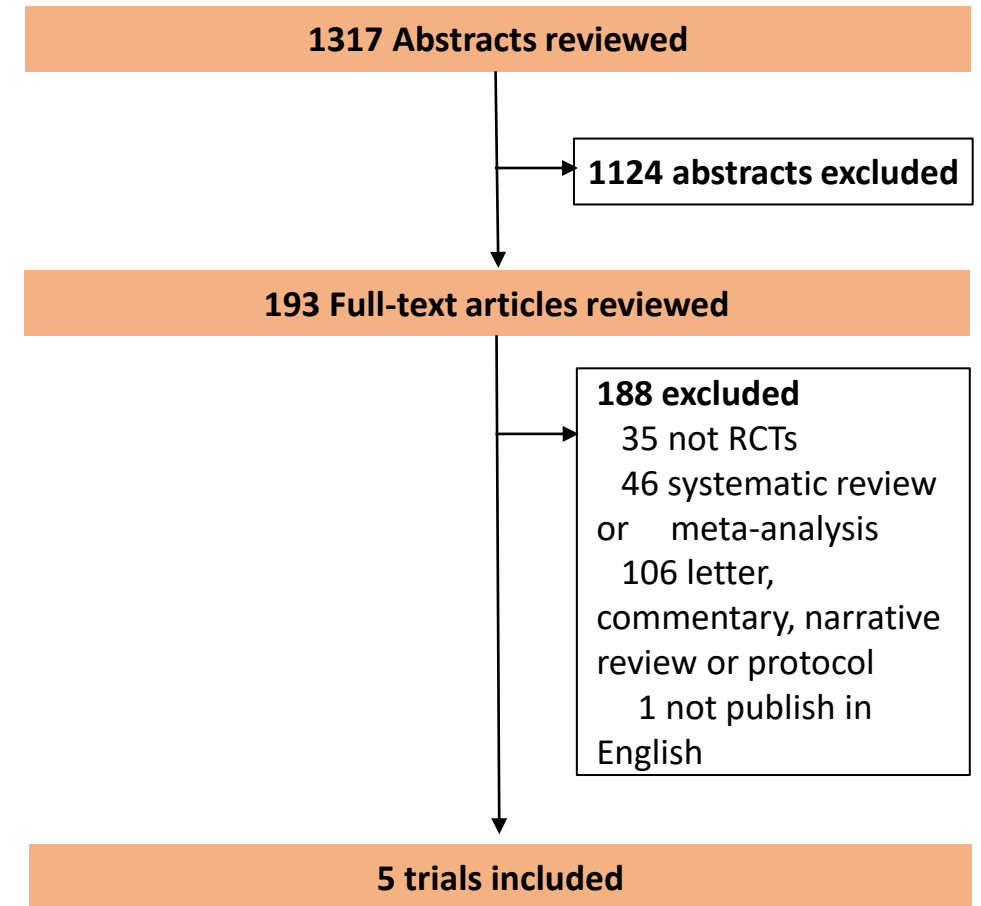 1317 Abstracts reviewed
1124 abstracts excluded
193 Full-text articles reviewed
188 excluded
35 not RCTs
46 systematic review
or meta-analysis
106 letter,
commentary, narrative
review or protocol
1 not publish in
English
5 trials included